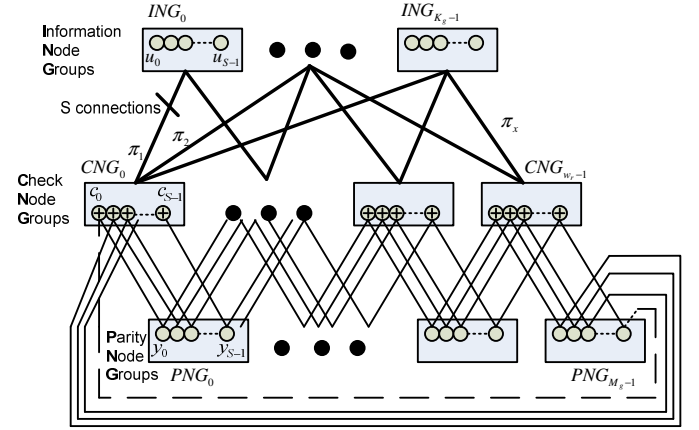 ING_0
ING_{K_g-1}
Information
Node
Groups
u_0
u_{S-1}
S connections
π_1
π_2
π_x
CNG_0
CNG_{w_r-1}
Check
Node
Groups
c_0
c_{S-1}
Parity
Node
Groups
y_0
y_{S-1}
PNG_0
PNG_{M_g-1}